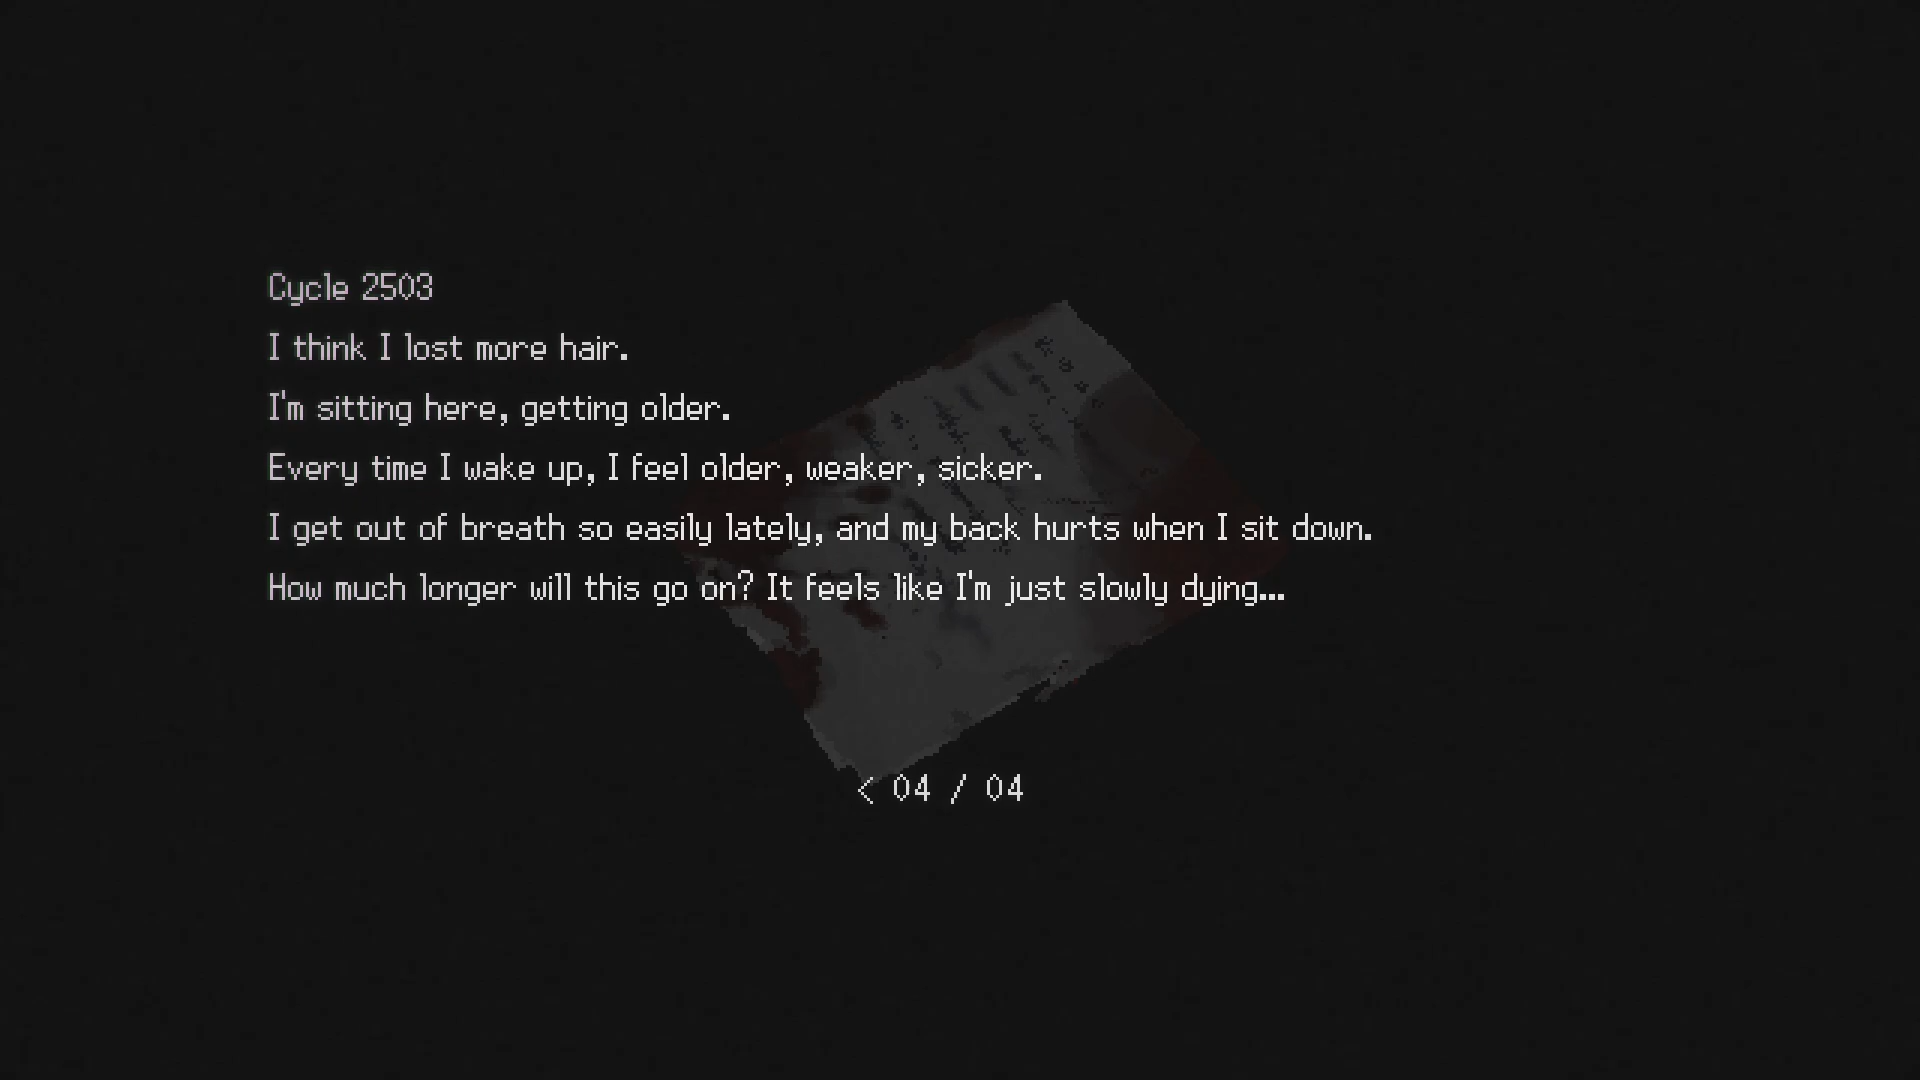 Cycle 2503
I think I lost more hair.
I'm sitting here, getting older.
Every time I wake up, I feel older, weaker, sicker.
I get out of breath so easily lately, and my back hurts when I sit down.
How much longer will this go on? It feels like I'm just slowly dying...
< 04 / 04